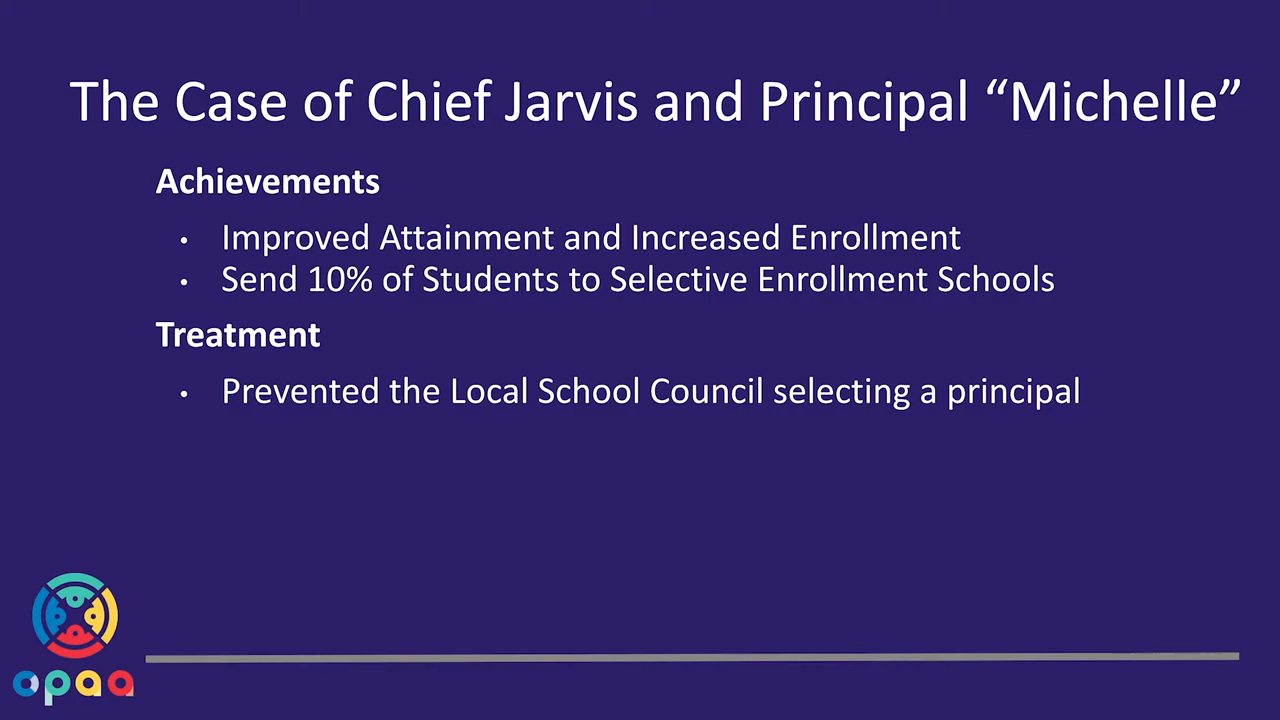 The Case of Chief Jarvis and Principal “Michelle”
Achievements
• Improved Attainment and Increased Enrollment
• Send 10% of Students to Selective Enrollment Schools
Treatment
• Prevented the Local School Council selecting a principal
cpaa